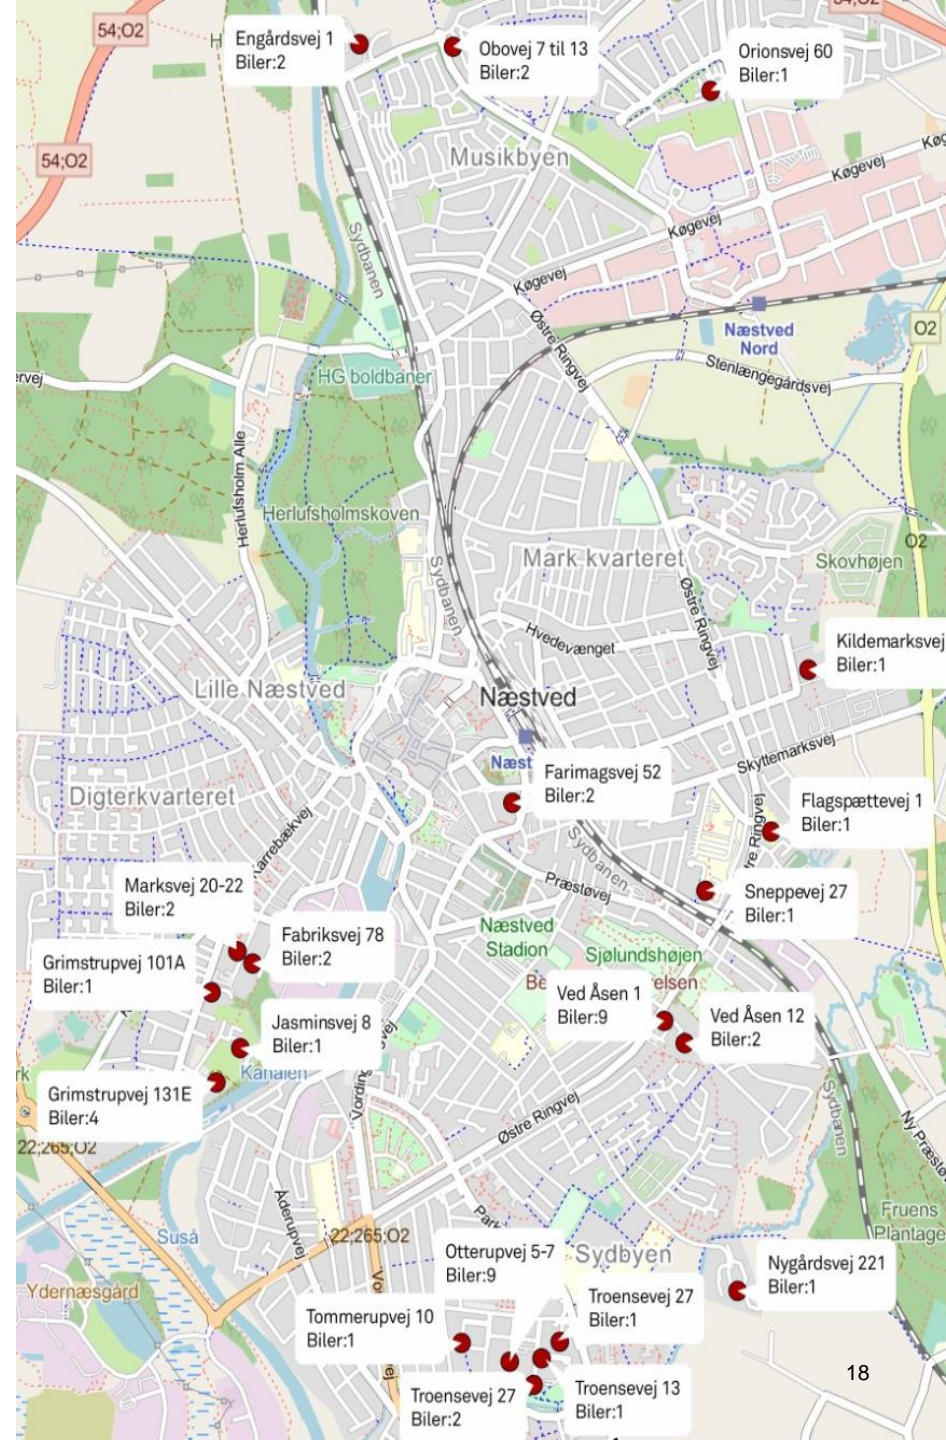 54;O2
54;O2
Engårdsvej 1
Biler:2
Obovej 7 til 13
Biler:2
Orionsvej 60
Biler:1
54;O2
Musikbyen
Køgevej
Køgevej
Køgevej
Sydbanen
Østre Ringvej
Næstved
Nord
O2
Stenlængegårdsvej
HG boldbaner
Herlufsholm Alle
Herlufsholmskoven
Mark kvarteret
Skovhøjen
O2
Sydbanen
Østre Ringvej
Hvedevænget
Kildemarksvej
Biler:1
Lille Næstved
Næstved
Næst
Skyttemarksvej
Farimagsvej 52
Biler:2
Digterkvarteret
Flagspættevej 1
Biler:1
Karrebækvej
Sydbanen
Marksvej 20-22
Biler:2
Præstøvej
Sneppevej 27
Biler:1
Fabriksvej 78
Biler:2
Næstved
Stadion
Sjølundshøjen
Grimstrupvej 101A
Biler:1
Ved Åsen 1
Biler:9
Ved Åsen 12
Biler:2
Jasminsvej 8
Biler:1
Kanalen
Grimstrupvej 131E
Biler:4
Østre Ringvej
Sydbanen
22;265;O2
Åderupvej
Fruens
Plantage
Suså
22;265;O2
Otterupvej 5-7
Biler:9
Sydbyen
Nygårdsvej 221
Biler:1
Ydernæsgård
Troensevej 27
Biler:1
Tommerupvej 10
Biler:1
18
Troensevej 27
Biler:2
Troensevej 13
Biler:1